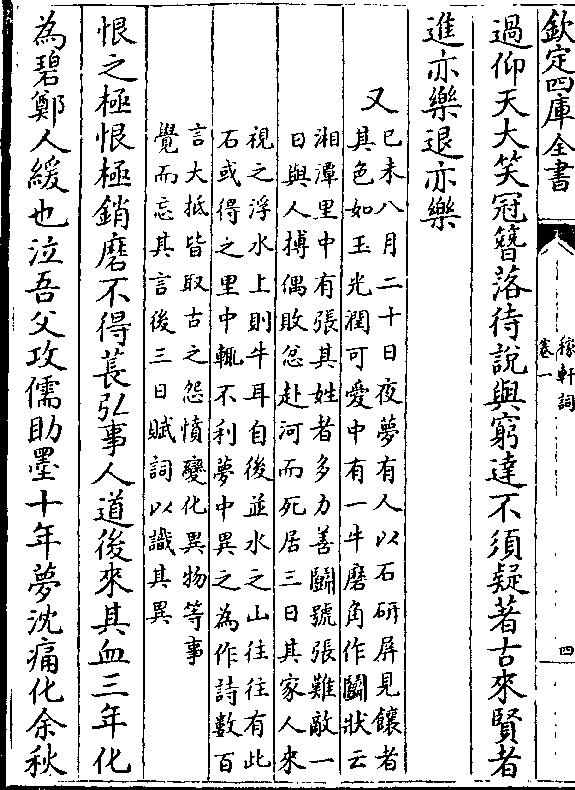 欽定四庫全書
稼軒詞
卷一
四
過仰天大笑冠簪落待說與窮達不須疑著古來賢者
進亦樂退亦樂
又
己未八月二十日夜夢有人以石研屏見饟者
其色如玉光潤可愛中有一牛磨角作鬭狀云
湘潭里中有張其姓者多力善鬭號張難敵一
日與人搏偶敗忿赴河而死居三日其家人來
視之浮水上則牛耳自後並水之山往往有此
石或得之里中輒不利夢中異之為作詩數百
言大抵皆取古之怨憤變化異物等事
覺而忘其言後三日賦詞以識其異
恨之極恨極銷磨不得萇弘事人道後來其血三年化
為碧鄭人緩也泣吾父攻儒助墨十年夢沈痛化余秋